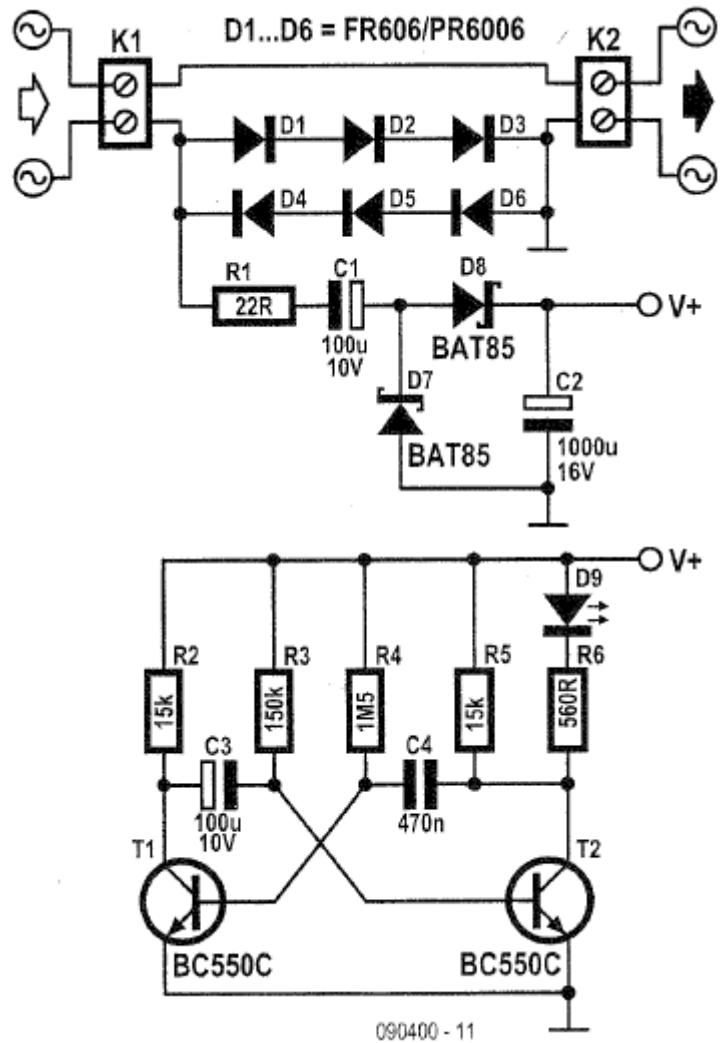 D1...D6 = FR606/PR6006
K1
K2
D1
D2
D3
D4
D5
D6
R1
22R
C1
100u
10V
D8
BAT85
V+
D7
BAT85
C2
1000u
16V
V+
D9
R2
15k
R3
150k
R4
1M5
R5
15k
R6
560R
C3
100u
10V
C4
470n
T1
BC550C
T2
BC550C
090400 - 11